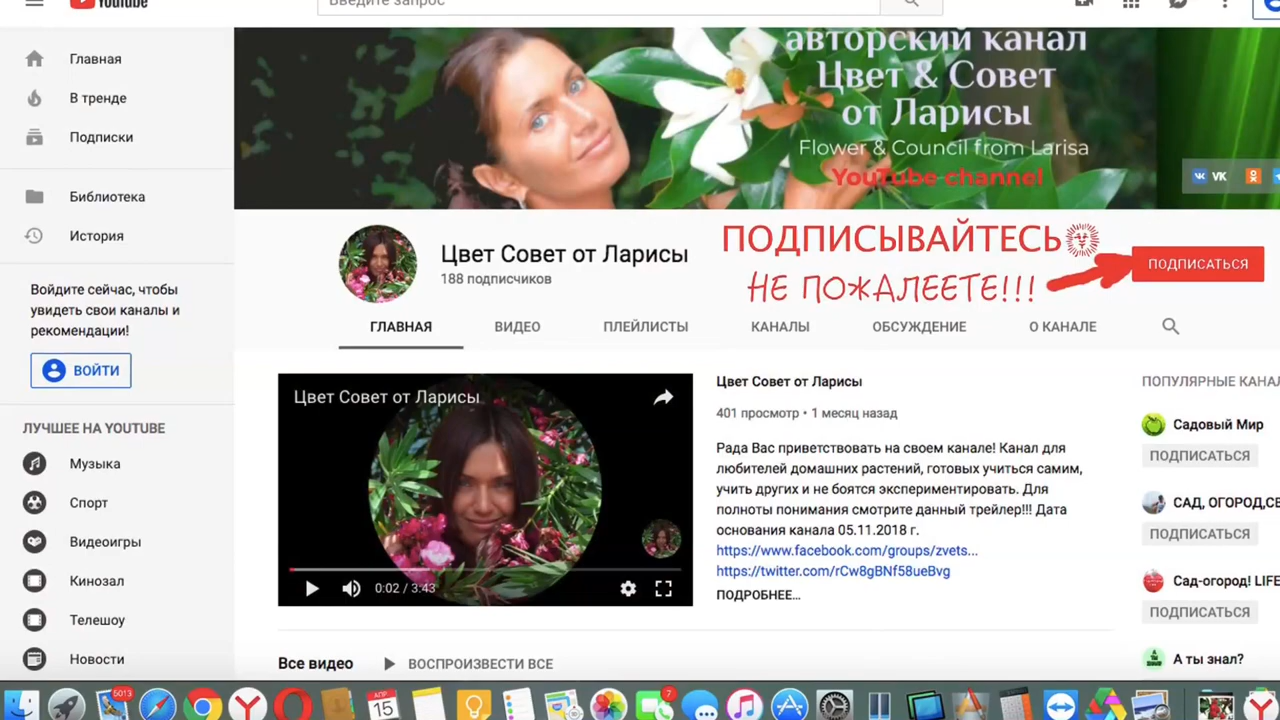 YouTube
Введите запрос
Главная
В тренде
Подписки
Библиотека
История
Войдите сейчас, чтобы
увидеть свои каналы и
рекомендации!
ВОЙТИ
ЛУЧШЕЕ НА YOUTUBE
Музыка
Спорт
Видеоигры
Кинозал
Телешоу
Новости
авторский канал
Цвет & Совет
от Ларисы
Flower & Council from Larisa
YouTube channel
VK
Цвет Совет от Ларисы
188 подписчиков
ПОДПИСЫВАЙТЕСЬ
НЕ ПОЖАЛЕЕТЕ!!!
ПОДПИСАТЬСЯ
ГЛАВНАЯ
ВИДЕО
ПЛЕЙЛИСТЫ
КАНАЛЫ
ОБСУЖДЕНИЕ
О КАНАЛЕ
Цвет Совет от Ларисы
0:02 / 3:43
Цвет Совет от Ларисы
401 просмотр • 1 месяц назад
Рада Вас приветствовать на своем канале! Канал для
любителей домашних растений, готовых учиться самим,
учить других и не боятся экспериментировать. Для
полноты понимания смотрите данный трейлер!!! Дата
основания канала 05.11.2018 г.
https://www.facebook.com/groups/zvets...
https://twitter.com/rCw8gBNf58ueBvg
ПОДРОБНЕЕ...
ПОПУЛЯРНЫЕ КАНАЛ
Садовый Мир
ПОДПИСАТЬСЯ
САД, ОГОРОД,СЕ
ПОДПИСАТЬСЯ
Сад-огород! LIFE
ПОДПИСАТЬСЯ
А ты знал?
Все видео
ВОСПРОИЗВЕСТИ ВСЕ
5013
АПР
15
7